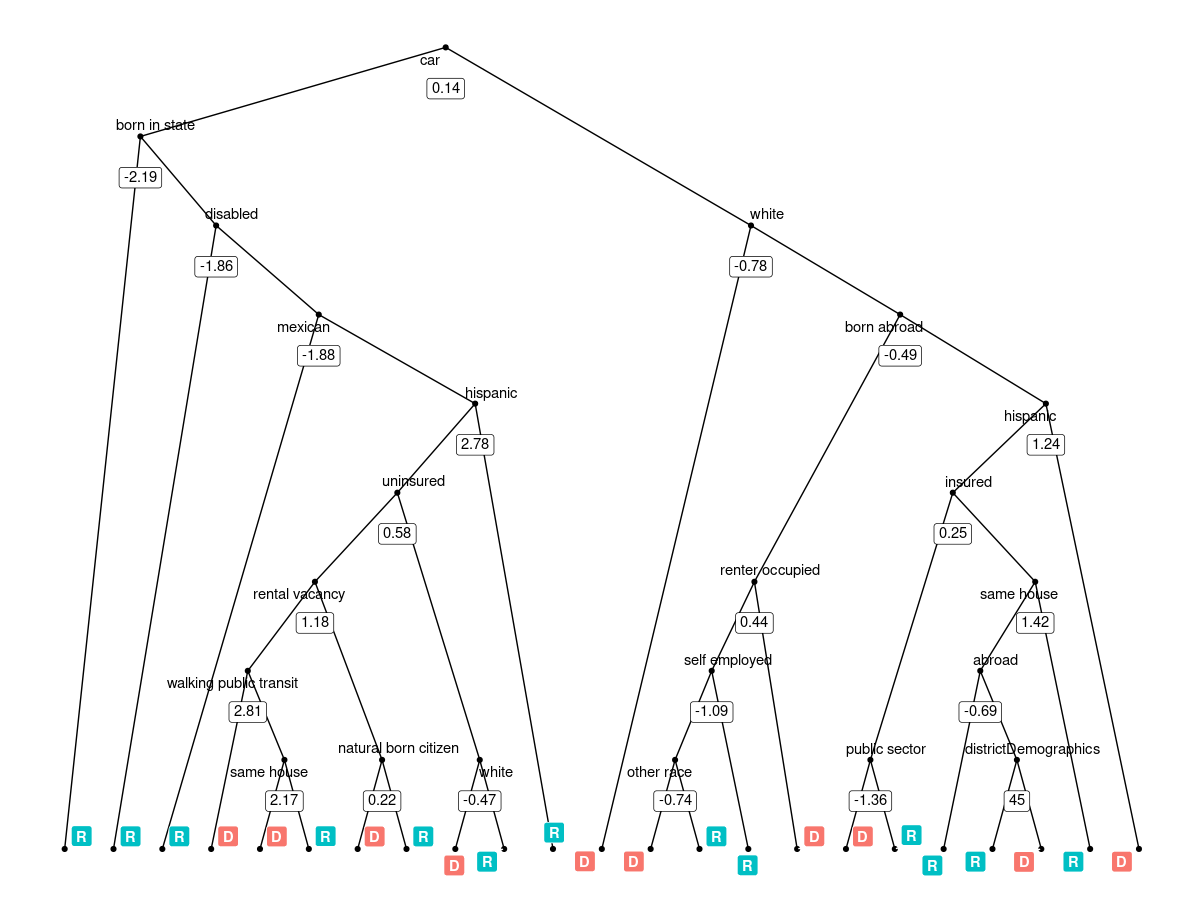 car
0.14
born in state
-2.19
disabled
white
-1.86
-0.78
mexican
born abroad
-1.88
-0.49
hispanic
hispanic
2.78
1.24
uninsured
insured
0.58
0.25
renter occupied
rental vacancy
same house
1.18
0.44
1.42
self employed
abroad
walking public transit
2.81
-1.09
-0.69
natural born citizen
public sector
districtDemographics
same house
white
other race
2.17
0.22
-0.47
-0.74
-1.36
45
R R R D D R D R D R R D D R R D D R R R D R D